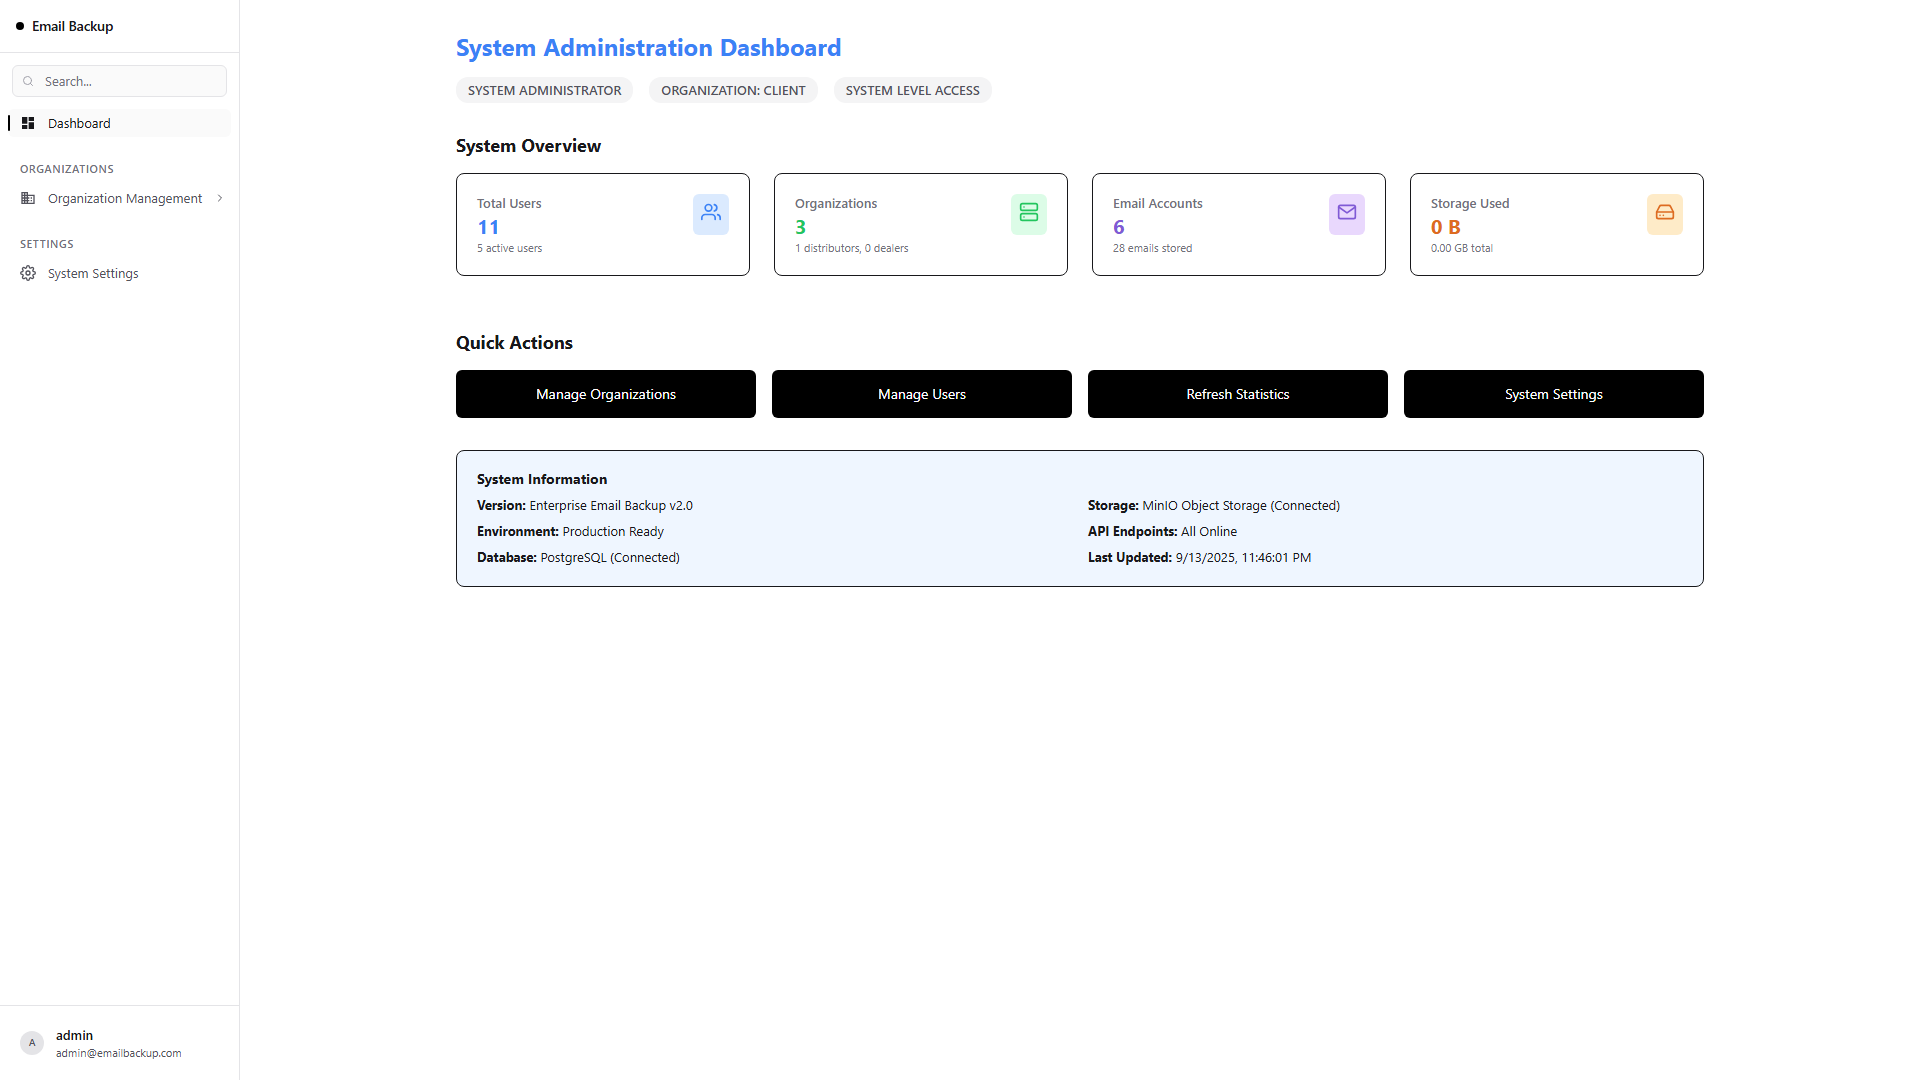 Email Backup
Search...
Dashboard
ORGANIZATIONS
Organization Management
SETTINGS
System Settings
admin
A
admin@emailbackup.com
System Administration Dashboard
SYSTEM ADMINISTRATOR
ORGANIZATION: CLIENT
SYSTEM LEVEL ACCESS
System Overview
Total Users
11
5 active users
Organizations
3
1 distributors, 0 dealers
Email Accounts
6
28 emails stored
Storage Used
0 B
0.00 GB total
Quick Actions
Manage Organizations
Manage Users
Refresh Statistics
System Settings
System Information
Version: Enterprise Email Backup v2.0
Environment: Production Ready
Database: PostgreSQL (Connected)
Storage: MinIO Object Storage (Connected)
API Endpoints: All Online
Last Updated: 9/13/2025, 11:46:01 PM